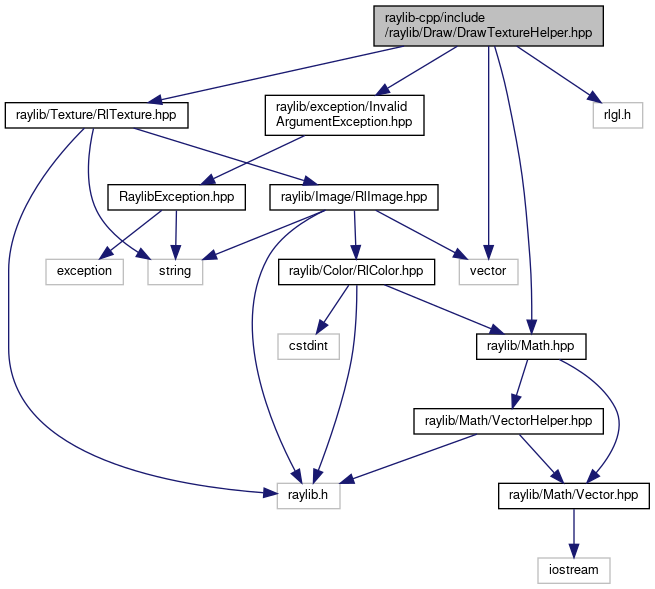 raylib-cpp/include
/raylib/Draw/DrawTextureHelper.hpp
raylib/Texture/RlTexture.hpp
raylib/exception/Invalid
ArgumentException.hpp
rlgl.h
RaylibException.hpp
raylib/Image/RlImage.hpp
exception
string
raylib/Color/RlColor.hpp
vector
cstdint
raylib/Math.hpp
raylib/Math/VectorHelper.hpp
raylib.h
raylib/Math/Vector.hpp
iostream